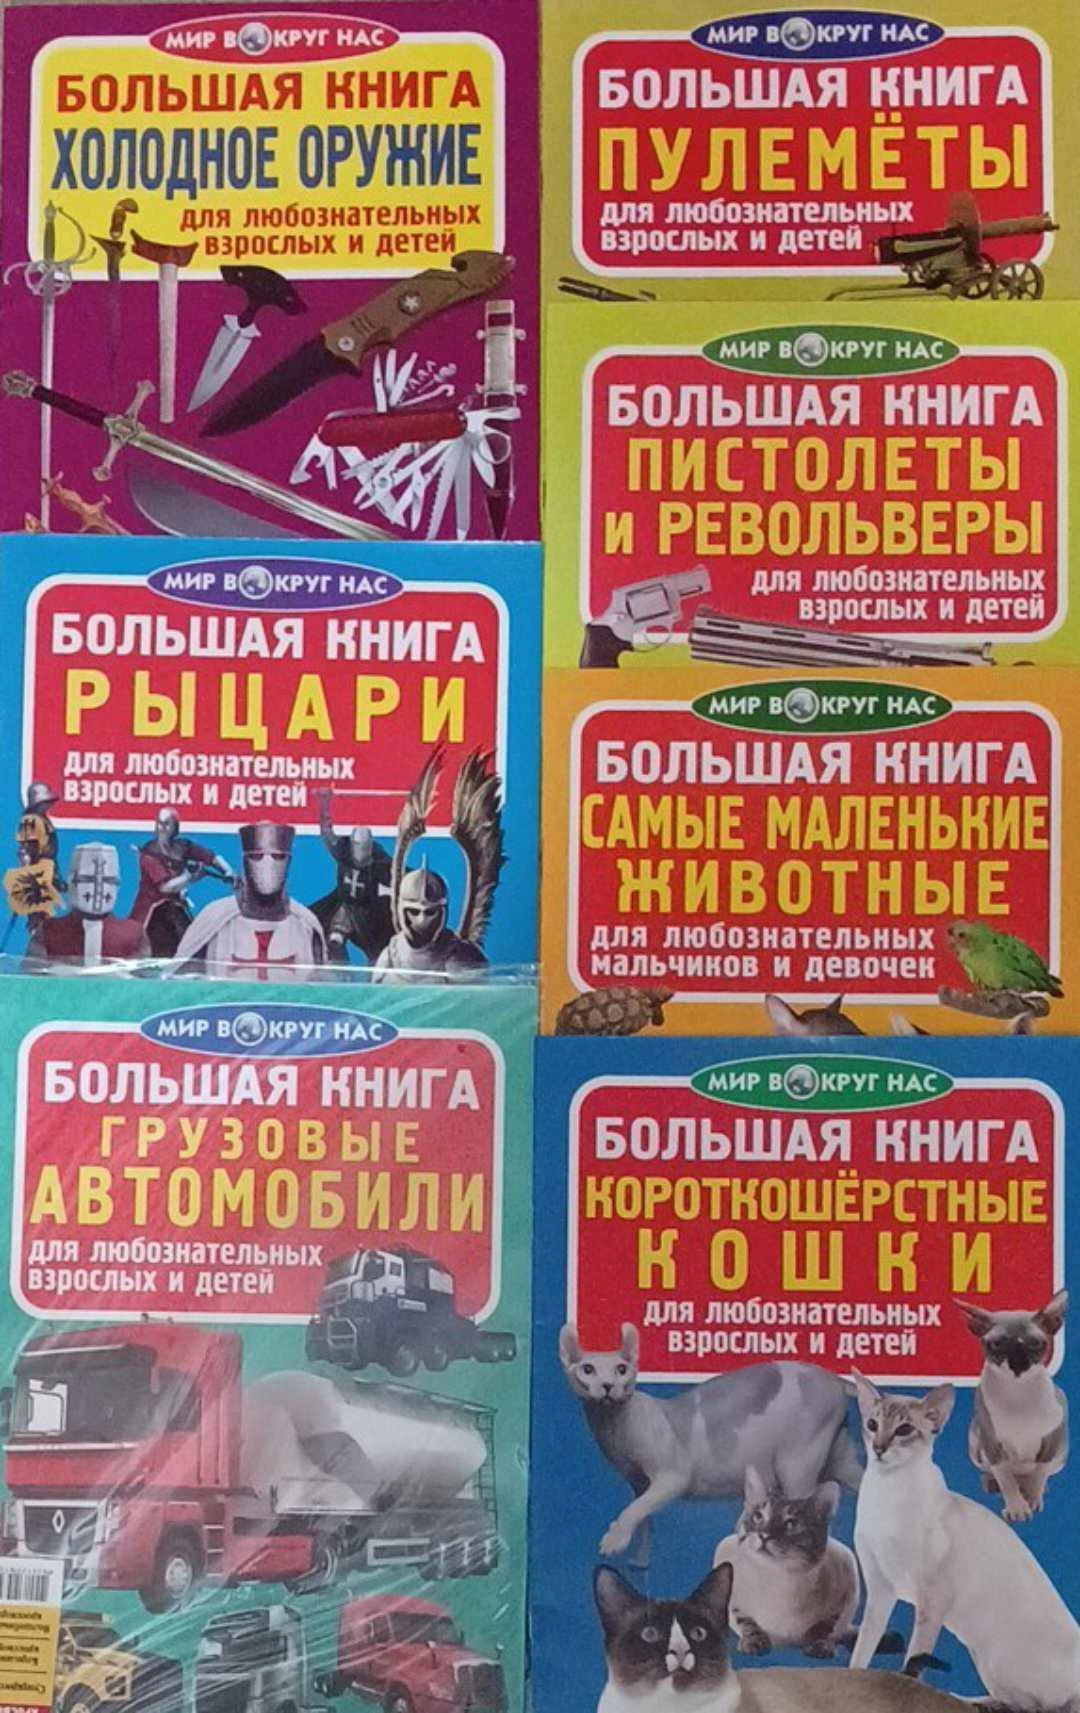 МИР ВОКРУГ НАС
БОЛЬШАЯ КНИГА
ХОЛОДНОЕ ОРУЖИЕ
для любознательных
взрослых и детей
МИР ВОКРУГ НАС
БОЛЬШАЯ КНИГА
РЫЦАРИ
для любознательных
взрослых и детей
МИР ВОКРУГ НАС
БОЛЬШАЯ КНИГА
ГРУЗОВЫЕ
АВТОМОБИЛИ
для любознательных
взрослых и детей
МИР ВОКРУГ НАС
БОЛЬШАЯ КНИГА
ПУЛЕМЁТЫ
для любознательных
взрослых и детей
МИР ВОКРУГ НАС
БОЛЬШАЯ КНИГА
ПИСТОЛЕТЫ
и РЕВОЛЬВЕРЫ
для любознательных
взрослых и детей
МИР ВОКРУГ НАС
БОЛЬШАЯ КНИГА
САМЫЕ МАЛЕНЬКИЕ
ЖИВОТНЫЕ
для любознательных
мальчиков и девочек
МИР ВОКРУГ НАС
БОЛЬШАЯ КНИГА
КОРОТКОШЁРСТНЫЕ
КОШКИ
для любознательных
взрослых и детей